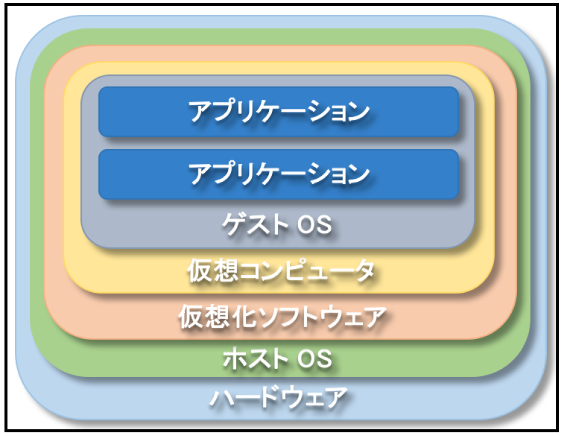 アプリケーション
アプリケーション
ゲスト OS
仮想コンピュータ
仮想化ソフトウェア
ホスト OS
ハードウェア